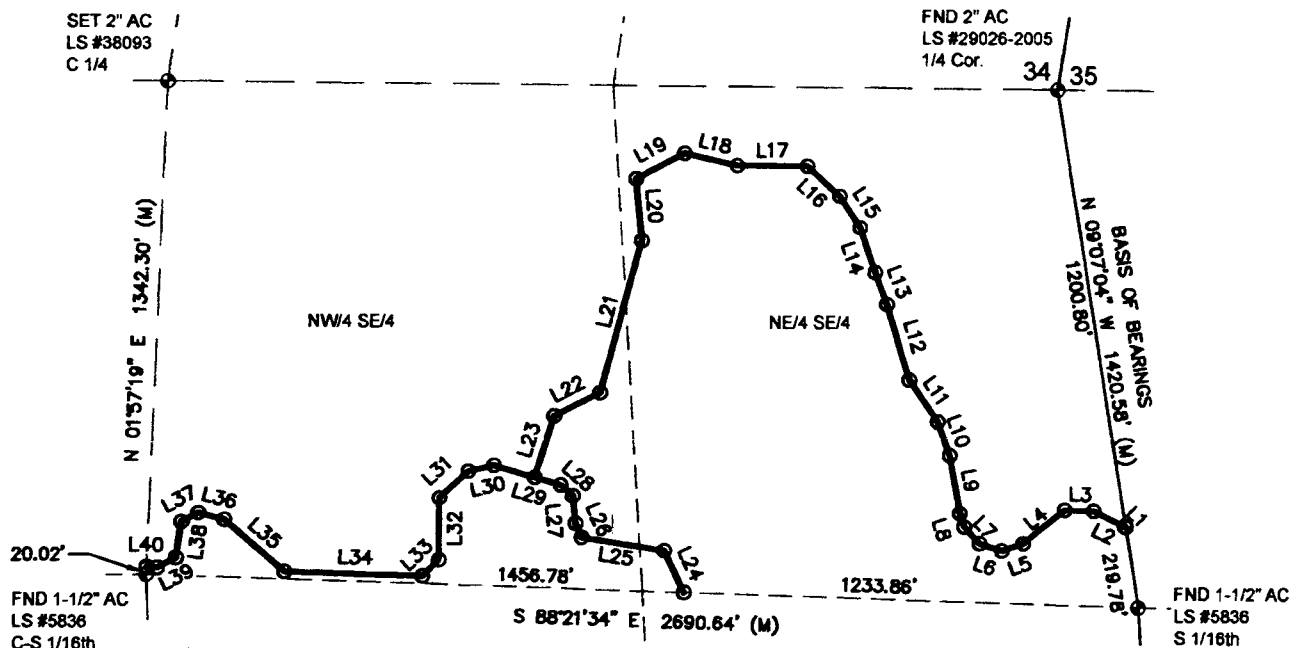 SET 2" AC
LS #38093
C 1/4
FND 2" AC
LS #29026-2005
1/4 Cor.
34 35
L19
L18
L17
L16
L15
L20
L14
L13
L21
L12
L11
L10
L22
L23
L9
L8
L7
L6
L5
L4
L3
L2
L1
N 01°57'19" E 1342.30' (M)
NW/4 SE/4
NE/4 SE/4
BASIS OF BEARINGS
N 09°07'04" W 1420.58' (M)
1200.80'
219.78'
L31
L30
L29
L28
L32
L27
L26
L25
L24
L33
L34
L35
L36
L37
L38
L39
L40
20.02'
1456.78'
1233.86'
S 88°21'34" E 2690.64' (M)
FND 1-1/2" AC
LS #5836
C-S 1/16th
FND 1-1/2" AC
LS #5836
S 1/16th